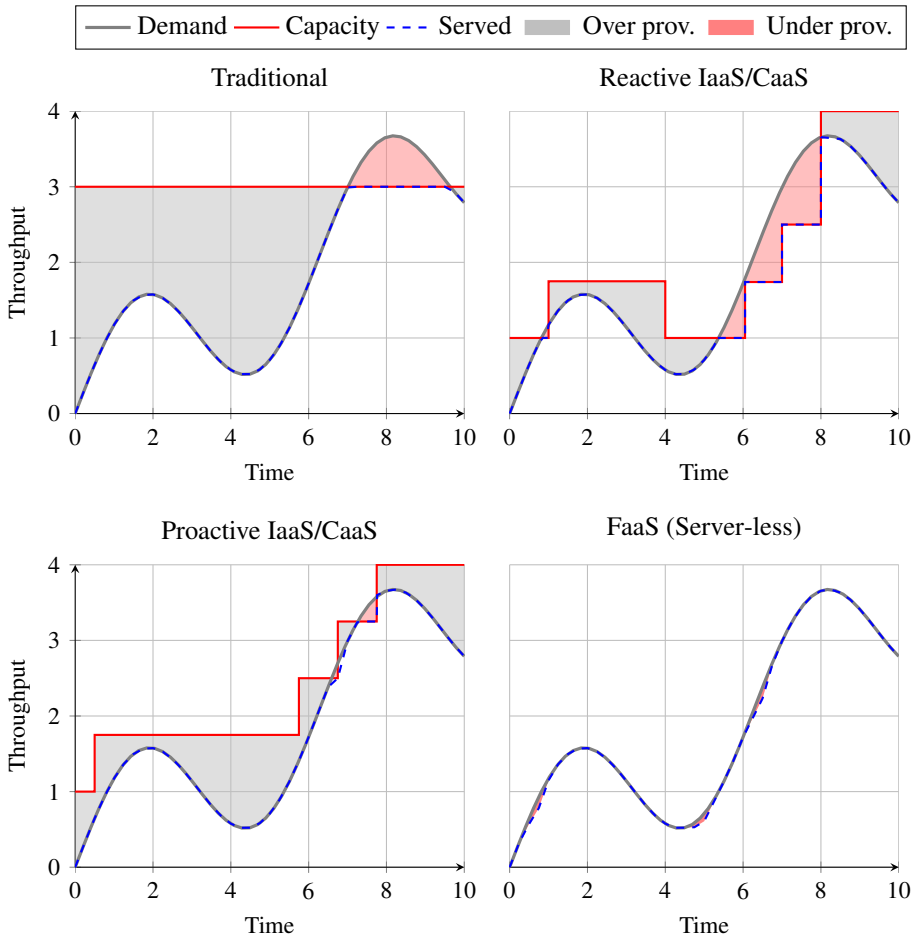 Demand Capacity Served Over prov. Under prov.
Traditional
Reactive IaaS/CaaS
Throughput
4
3
2
1
0
0 2 4 6 8 10
Time
0 2 4 6 8 10
Time
Proactive IaaS/CaaS
FaaS (Server-less)
Throughput
4
3
2
1
0
0 2 4 6 8 10
Time
0 2 4 6 8 10
Time